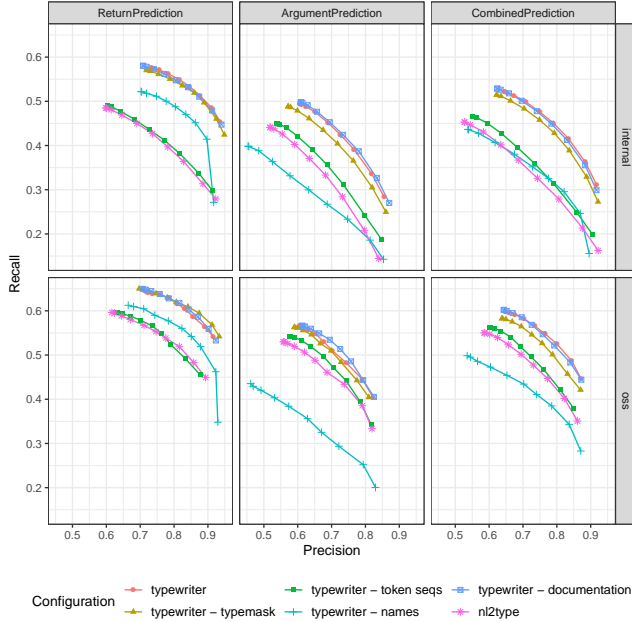 ReturnPrediction
ArgumentPrediction
CombinedPrediction
0.6
0.5
0.4
0.3
0.2
internal
Recall
0.6
0.5
0.4
0.3
0.2
oss
0.5 0.6 0.7 0.8 0.9
0.5 0.6 0.7 0.8 0.9
0.5 0.6 0.7 0.8 0.9
Precision
Configuration
typewriter
typewriter − token seqs
typewriter − documentation
typewriter − typemask
typewriter − names
nl2type